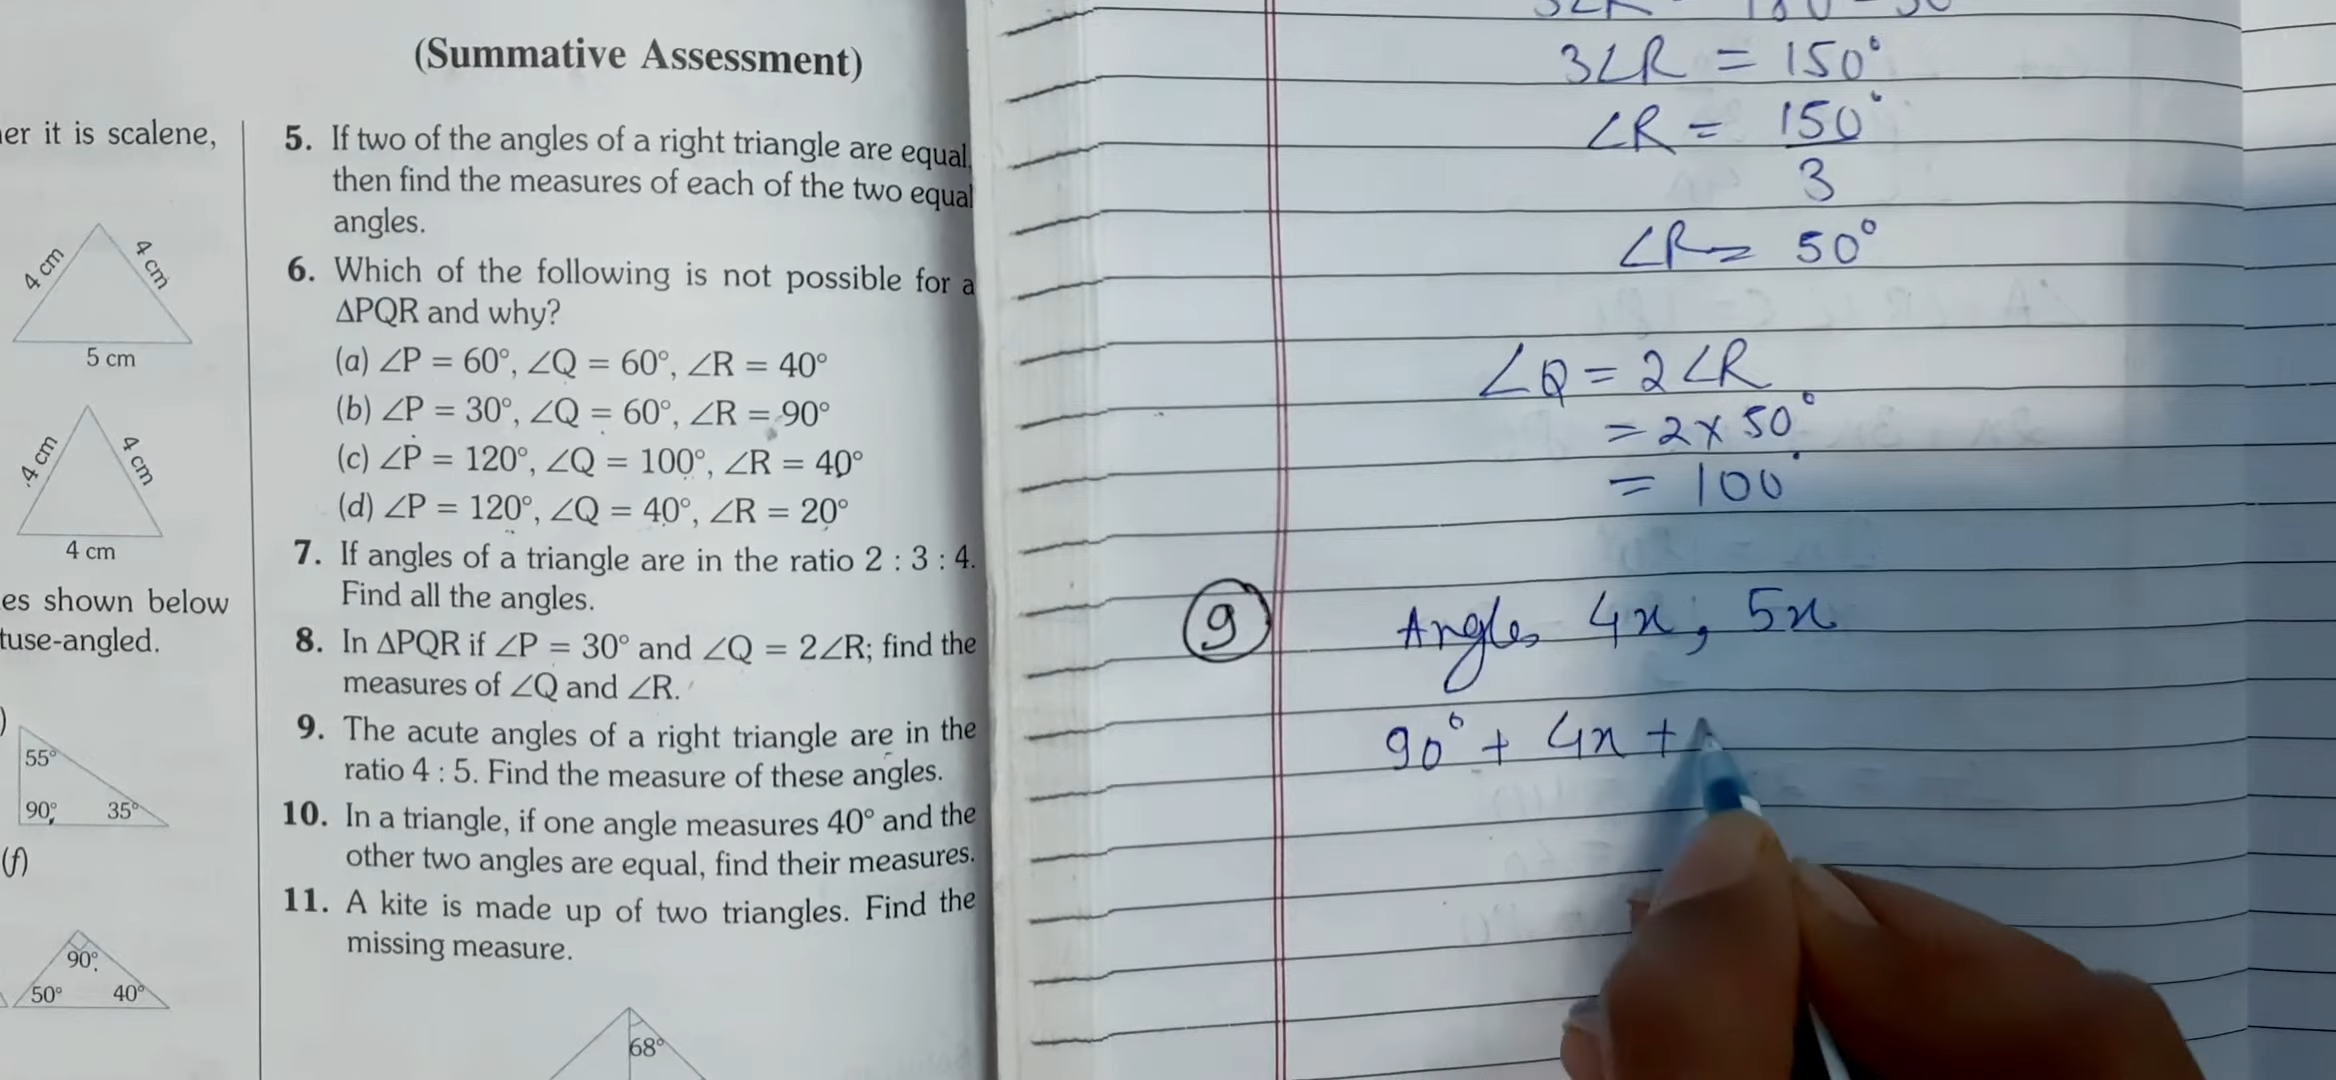 (Summative Assessment)
er it is scalene,
4 cm
4 cm
5 cm
4 cm
4 cm
4 cm
es shown below
tuse-angled.
)
55°
90°
35°
(f)
90°
50°
40°
5. If two of the angles of a right triangle are equal,
then find the measures of each of the two equal
angles.
6. Which of the following is not possible for a
∆PQR and why?
(a) ∠P = 60°, ∠Q = 60°, ∠R = 40°
(b) ∠P = 30°, ∠Q = 60°, ∠R = 90°
(c) ∠P = 120°, ∠Q = 100°, ∠R = 40°
(d) ∠P = 120°, ∠Q = 40°, ∠R = 20°
7. If angles of a triangle are in the ratio 2 : 3 : 4.
Find all the angles.
8. In ∆PQR if ∠P = 30° and ∠Q = 2∠R; find the
measures of ∠Q and ∠R.
9. The acute angles of a right triangle are in the
ratio 4 : 5. Find the measure of these angles.
10. In a triangle, if one angle measures 40° and the
other two angles are equal, find their measures.
11. A kite is made up of two triangles. Find the
missing measure.
68°
3∠R = 150°
∠R = 150°
3
∠R = 50°
∠Q = 2∠R
= 2 x 50°
= 100°
9 Angles 4x, 5x
90° + 4x +